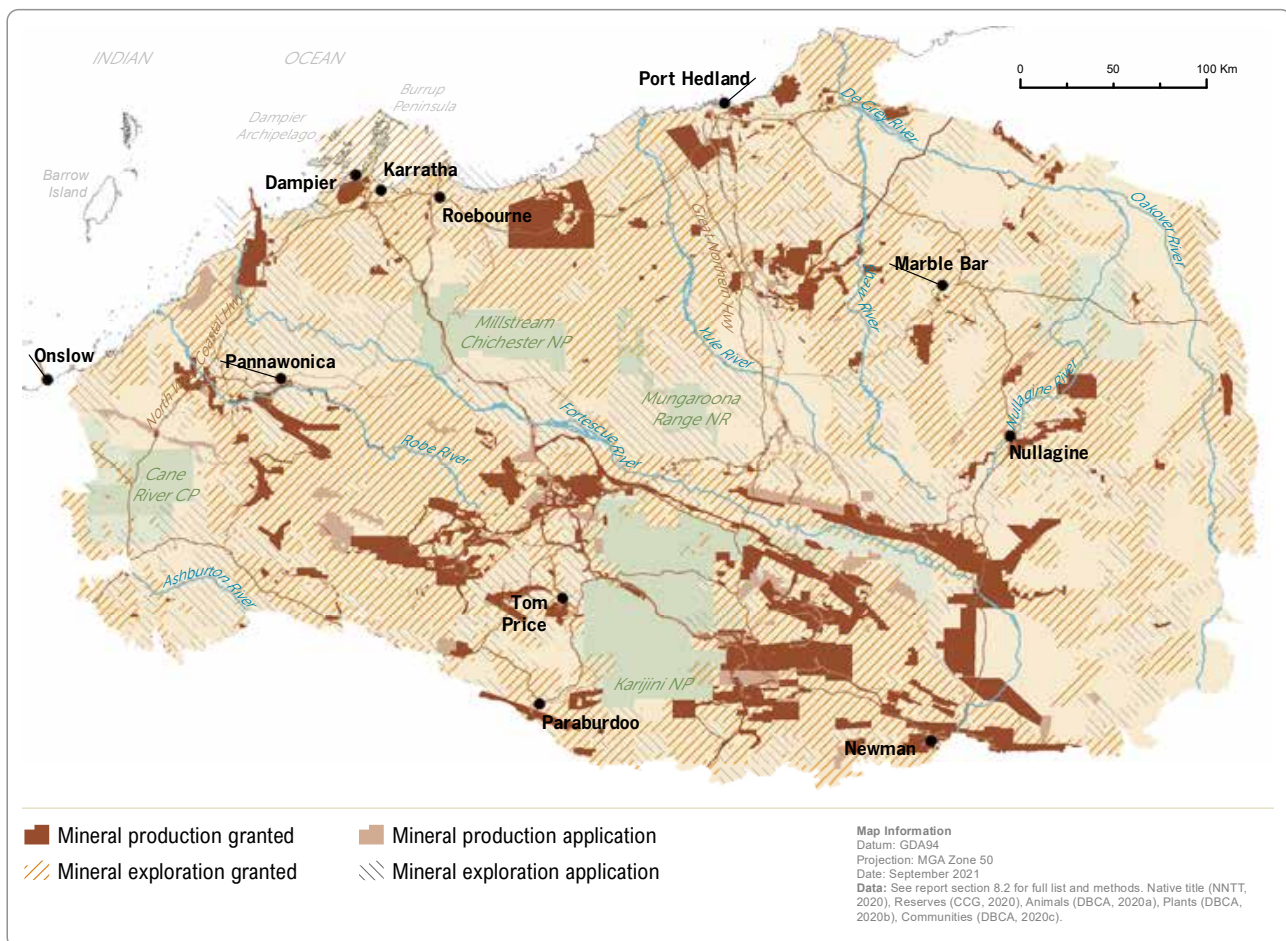 INDIAN
OCEAN
Port Hedland
0 50 100 Km
Burrup
Peninsula
Dampier
Archipelago
De Grey River
Barrow
Island
Karratha
Dampier
Roebourne
Oakover River
Great Northern Hwy
Marble Bar
River
Millstream
Chichester NP
Yule River
North West Coastal Hwy
Onslow
Pannawonica
Mungaroona
Range NR
Fortescue River
Nullagine River
Robe River
Nullagine
Cane
River CP
Ashburton River
Tom
Price
Karijini NP
Paraburdoo
Newman
Mineral production granted
Mineral production application
Mineral exploration granted
Mineral exploration application
Map Information
Datum: GDA94
Projection: MGA Zone 50
Date: September 2021
Data: See report section 8.2 for full list and methods. Native title (NNTT,
2020), Reserves (CCG, 2020), Animals (DBCA, 2020a), Plants (DBCA,
2020b), Communities (DBCA, 2020c).